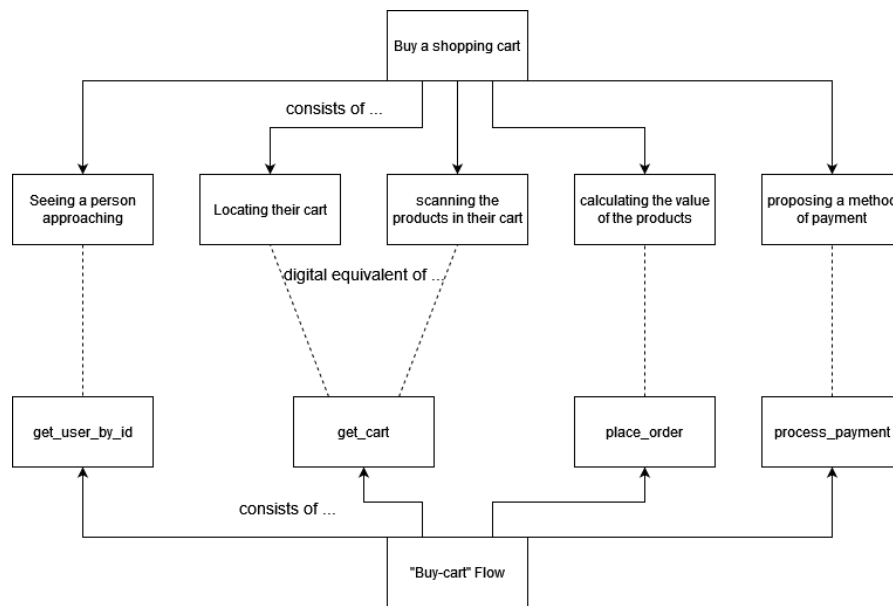 Buy a shopping cart
consists of ...
Seeing a person
approaching
Locating their cart
scanning the
products in their cart
calculating the value
of the products
proposing a method
of payment
digital equivalent of ...
get_user_by_id
get_cart
place_order
process_payment
consists of ...
"Buy-cart" Flow